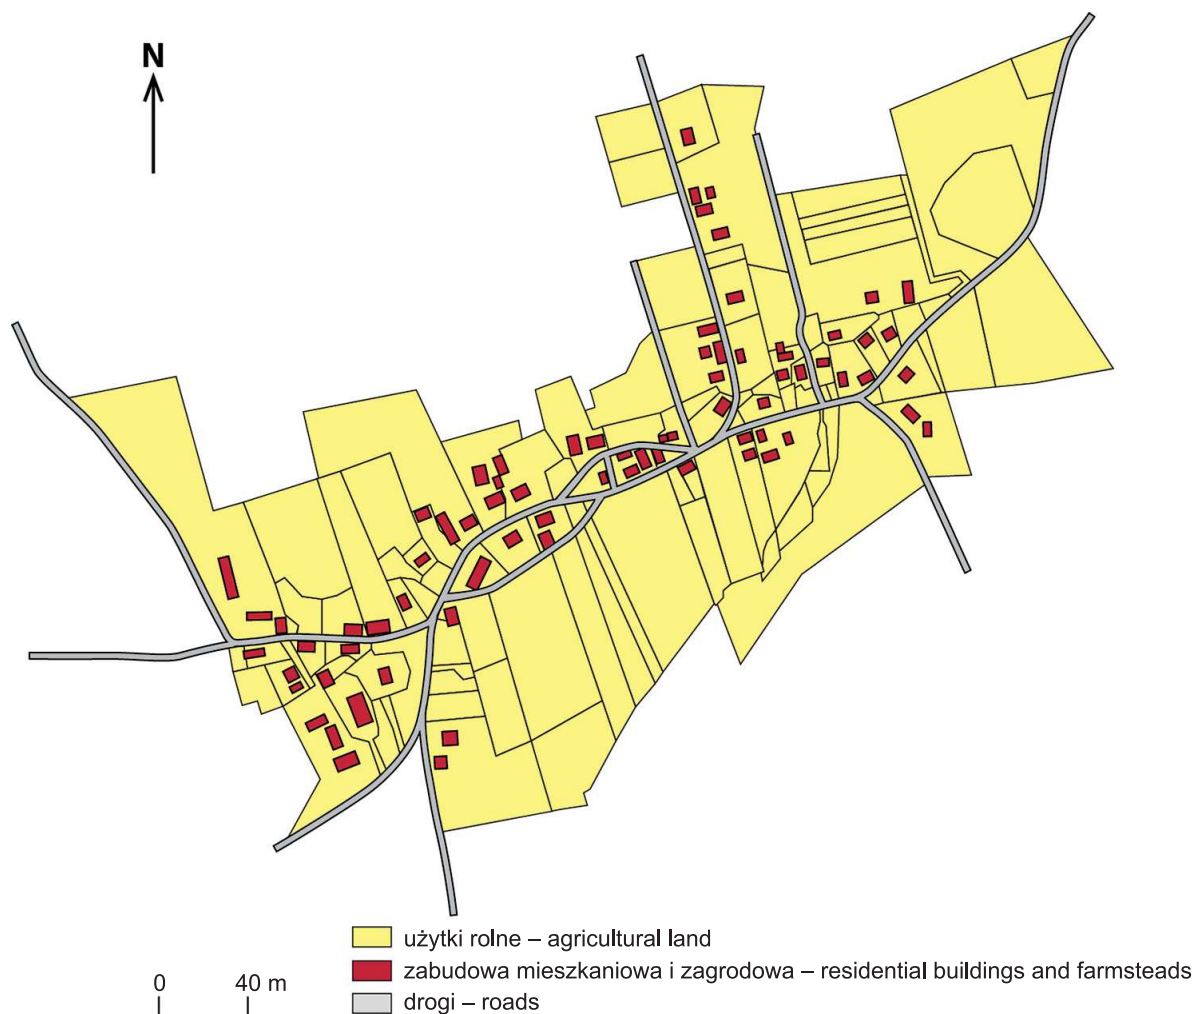 N
użytki rolne – agricultural land
zabudowa mieszkaniowa i zagrodowa – residential buildings and farmsteads
0 40 m
drogi – roads